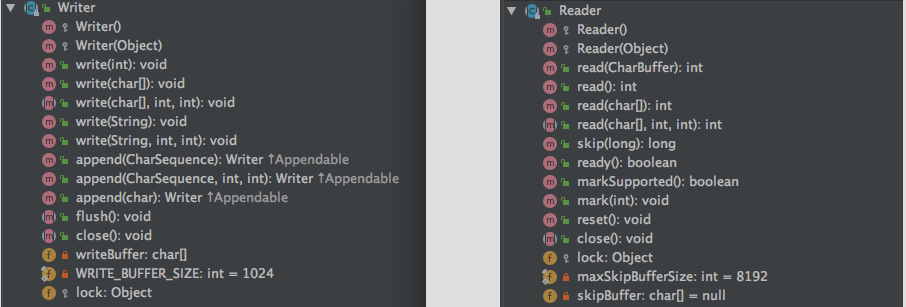 Writer
Writer()
Writer(Object)
write(int): void
write(char[]): void
write(char[], int, int): void
write(String): void
write(String, int, int): void
append(CharSequence): Writer ↑Appendable
append(CharSequence, int, int): Writer ↑Appendable
append(char): Writer ↑Appendable
flush(): void
close(): void
writeBuffer: char[]
WRITE_BUFFER_SIZE: int = 1024
lock: Object
Reader
Reader()
Reader(Object)
read(CharBuffer): int
read(): int
read(char[]): int
read(char[], int, int): int
skip(long): long
ready(): boolean
markSupported(): boolean
mark(int): void
reset(): void
close(): void
lock: Object
maxSkipBufferSize: int = 8192
skipBuffer: char[] = null